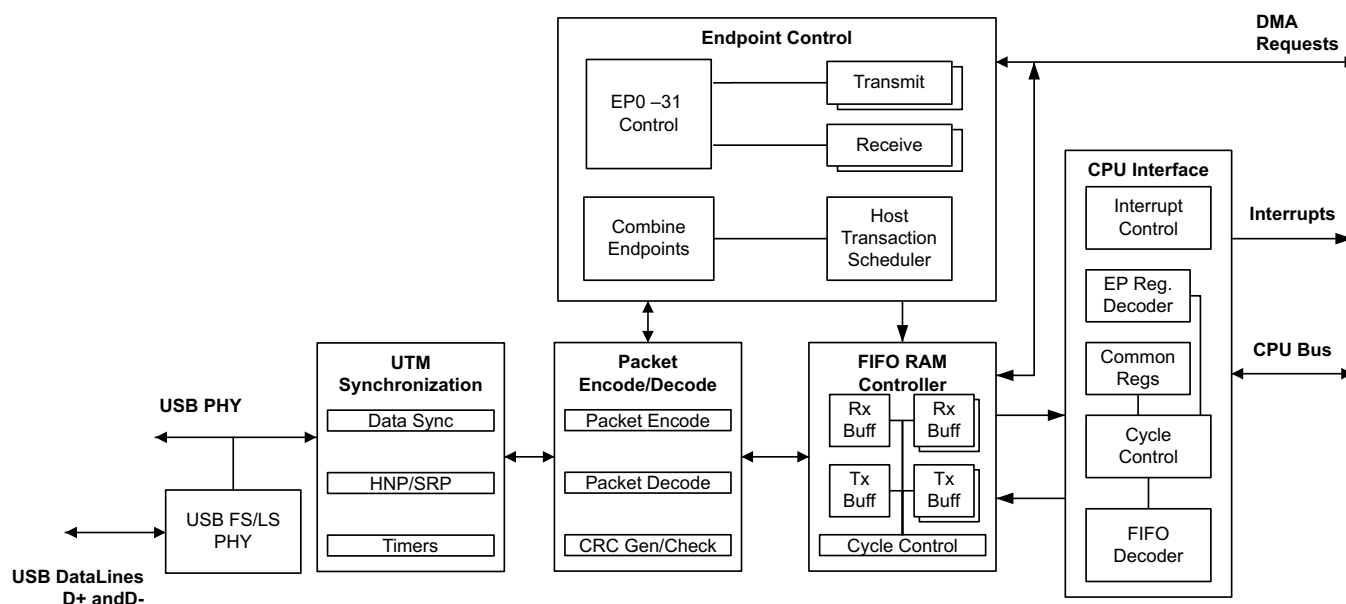 DMA
Requests
Endpoint Control
EP0 –31
Control
Transmit
Receive
Combine
Endpoints
Host
Transaction
Scheduler
CPU Interface
Interrupt
Control
EP Reg.
Decoder
Common
Regs
Cycle
Control
FIFO
Decoder
Interrupts
CPU Bus
UTM
Synchronization
Data Sync
HNP/SRP
Timers
Packet
Encode/Decode
Packet Encode
Packet Decode
CRC Gen/Check
FIFO RAM
Controller
Rx
Buff
Rx
Buff
Tx
Buff
Tx
Buff
Cycle Control
USB PHY
USB FS/LS
PHY
USB DataLines
D+ andD-